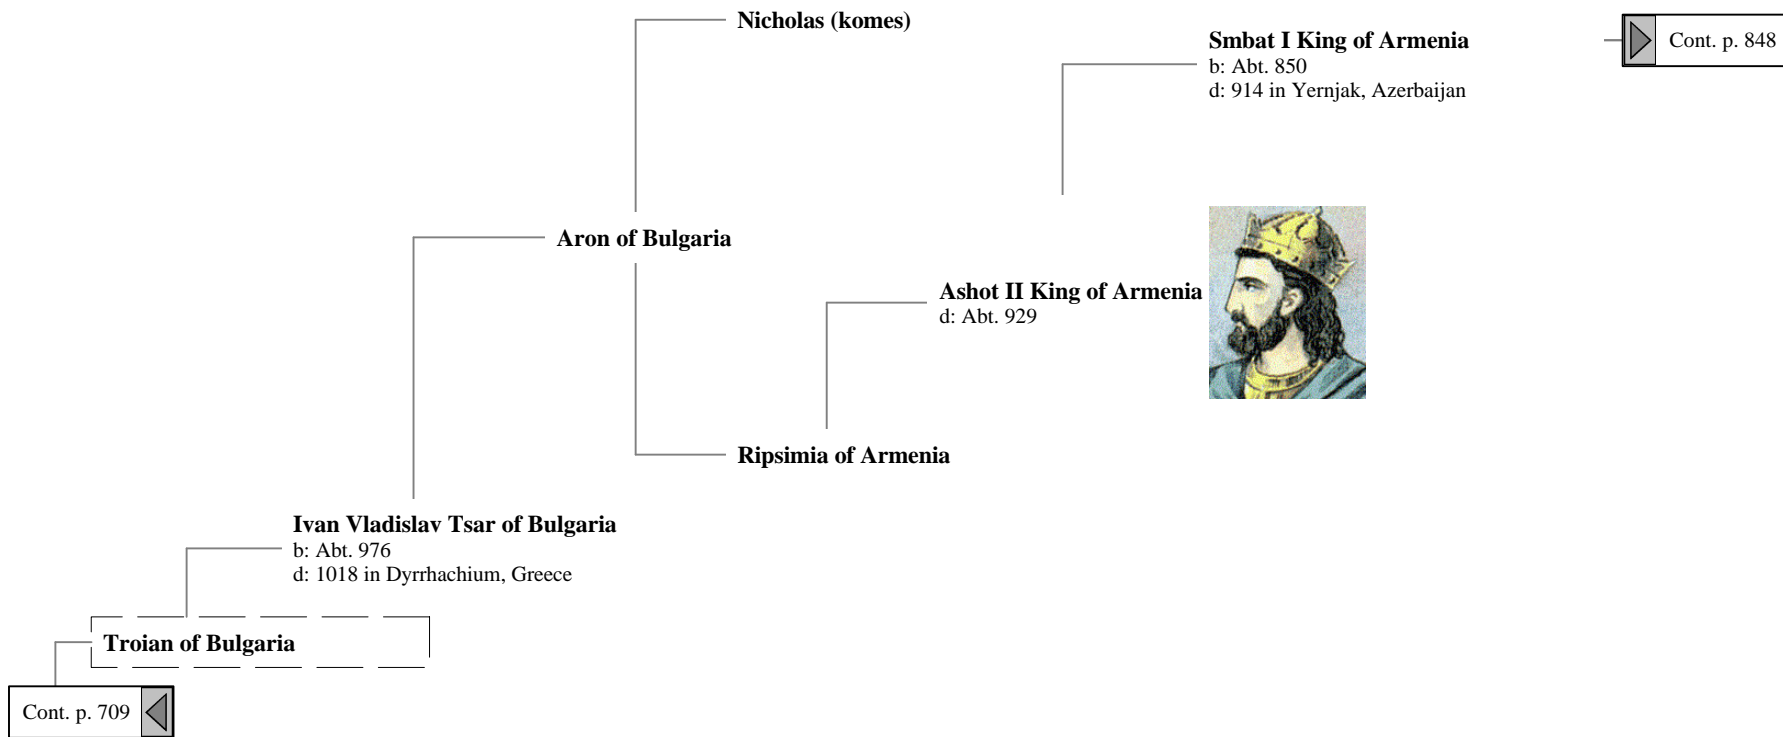 Nicholas (komes)
Smbat I King of Armenia
b: Abt. 850
d: 914 in Yernjak, Azerbaijan
Cont. p. 848
Aron of Bulgaria
Ashot II King of Armenia
d: Abt. 929
Ripsimia of Armenia
Ivan Vladislav Tsar of Bulgaria
b: Abt. 976
d: 1018 in Dyrrhachium, Greece
Troian of Bulgaria
Cont. p. 709